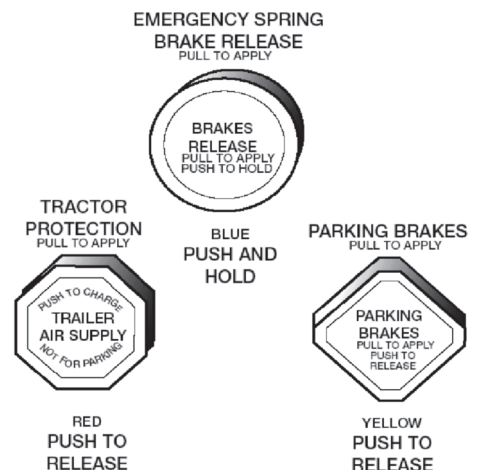 EMERGENCY SPRING
BRAKE RELEASE
PULL TO APPLY
BRAKES
RELEASE
PULL TO APPLY
PUSH TO HOLD
BLUE
PUSH AND
HOLD
TRACTOR
PROTECTION
PULL TO APPLY
PUSH TO CHARGE
TRAILER
AIR SUPPLY
NOT FOR PARKING
RED
PUSH TO
RELEASE
PARKING BRAKES
PULL TO APPLY
PARKING
BRAKES
PULL TO APPLY
PUSH TO
RELEASE
YELLOW
PUSH TO
RELEASE